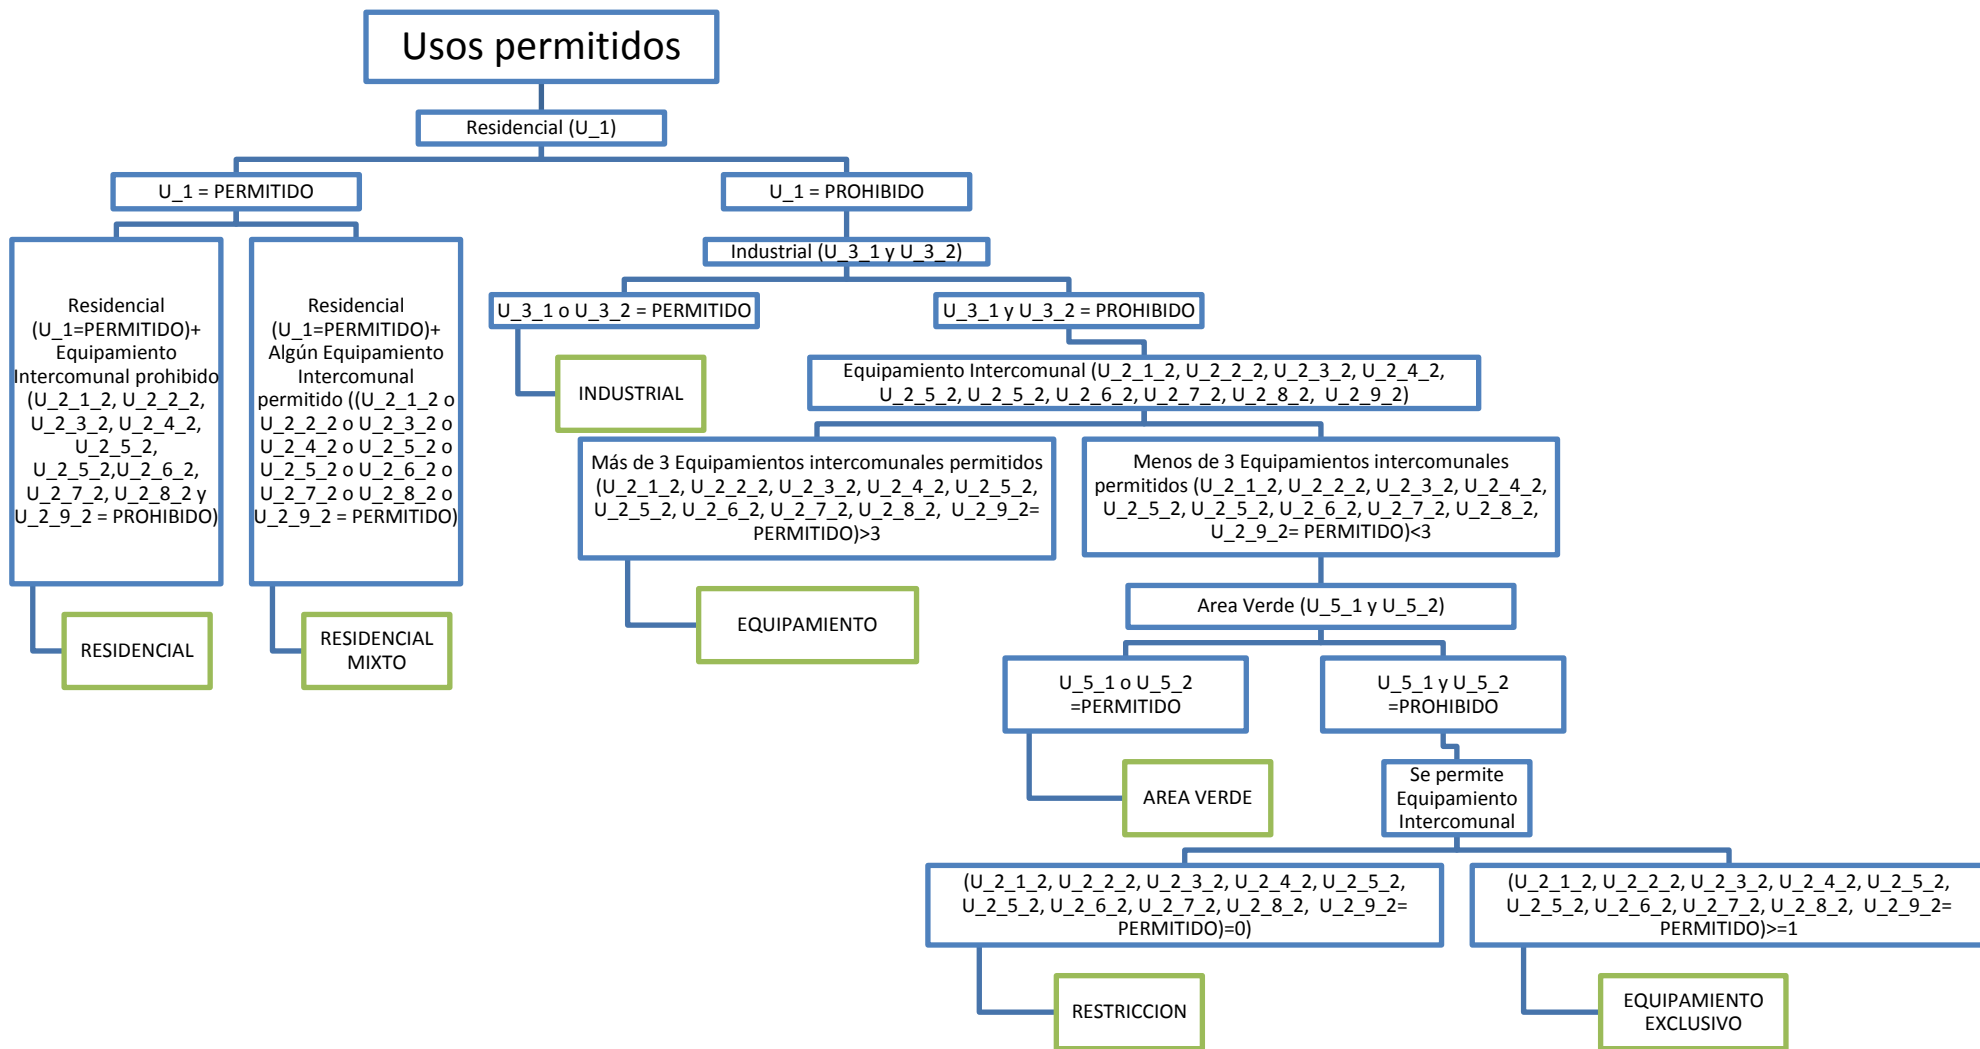 Usos permitidos
Residencial (U_1)
U_1 = PERMITIDO
U_1 = PROHIBIDO
Residencial
(U_1=PERMITIDO)+
Equipamiento
Intercomunal prohibido
(U_2_1_2, U_2_2_2,
U_2_3_2, U_2_4_2,
U_2_5_2,
U_2_5_2,U_2_6_2,
U_2_7_2, U_2_8_2 y
U_2_9_2 = PROHIBIDO)
Residencial
(U_1=PERMITIDO)+
Algún Equipamiento
Intercomunal
permitido ((U_2_1_2 o
U_2_2_2 o U_2_3_2 o
U_2_4_2 o U_2_5_2 o
U_2_5_2 o U_2_6_2 o
U_2_7_2 o U_2_8_2 o
U_2_9_2 = PERMITIDO)
RESIDENCIAL
RESIDENCIAL
MIXTO
Industrial (U_3_1 y U_3_2)
U_3_1 o U_3_2 = PERMITIDO
U_3_1 y U_3_2 = PROHIBIDO
INDUSTRIAL
Equipamiento Intercomunal (U_2_1_2, U_2_2_2, U_2_3_2, U_2_4_2,
U_2_5_2, U_2_5_2, U_2_6_2, U_2_7_2, U_2_8_2,  U_2_9_2)
Más de 3 Equipamientos intercomunales permitidos
(U_2_1_2, U_2_2_2, U_2_3_2, U_2_4_2, U_2_5_2,
U_2_5_2, U_2_6_2, U_2_7_2, U_2_8_2,  U_2_9_2=
PERMITIDO)>3
Menos de 3 Equipamientos intercomunales
permitidos (U_2_1_2, U_2_2_2, U_2_3_2, U_2_4_2,
U_2_5_2, U_2_5_2, U_2_6_2, U_2_7_2, U_2_8_2,
U_2_9_2= PERMITIDO)<3
EQUIPAMIENTO
Area Verde (U_5_1 y U_5_2)
U_5_1 o U_5_2
=PERMITIDO
U_5_1 y U_5_2
=PROHIBIDO
AREA VERDE
Se permite
Equipamiento
Intercomunal
(U_2_1_2, U_2_2_2, U_2_3_2, U_2_4_2, U_2_5_2,
U_2_5_2, U_2_6_2, U_2_7_2, U_2_8_2,  U_2_9_2=
PERMITIDO)=0)
(U_2_1_2, U_2_2_2, U_2_3_2, U_2_4_2, U_2_5_2,
U_2_5_2, U_2_6_2, U_2_7_2, U_2_8_2,  U_2_9_2=
PERMITIDO)>=1
RESTRICCION
EQUIPAMIENTO
EXCLUSIVO